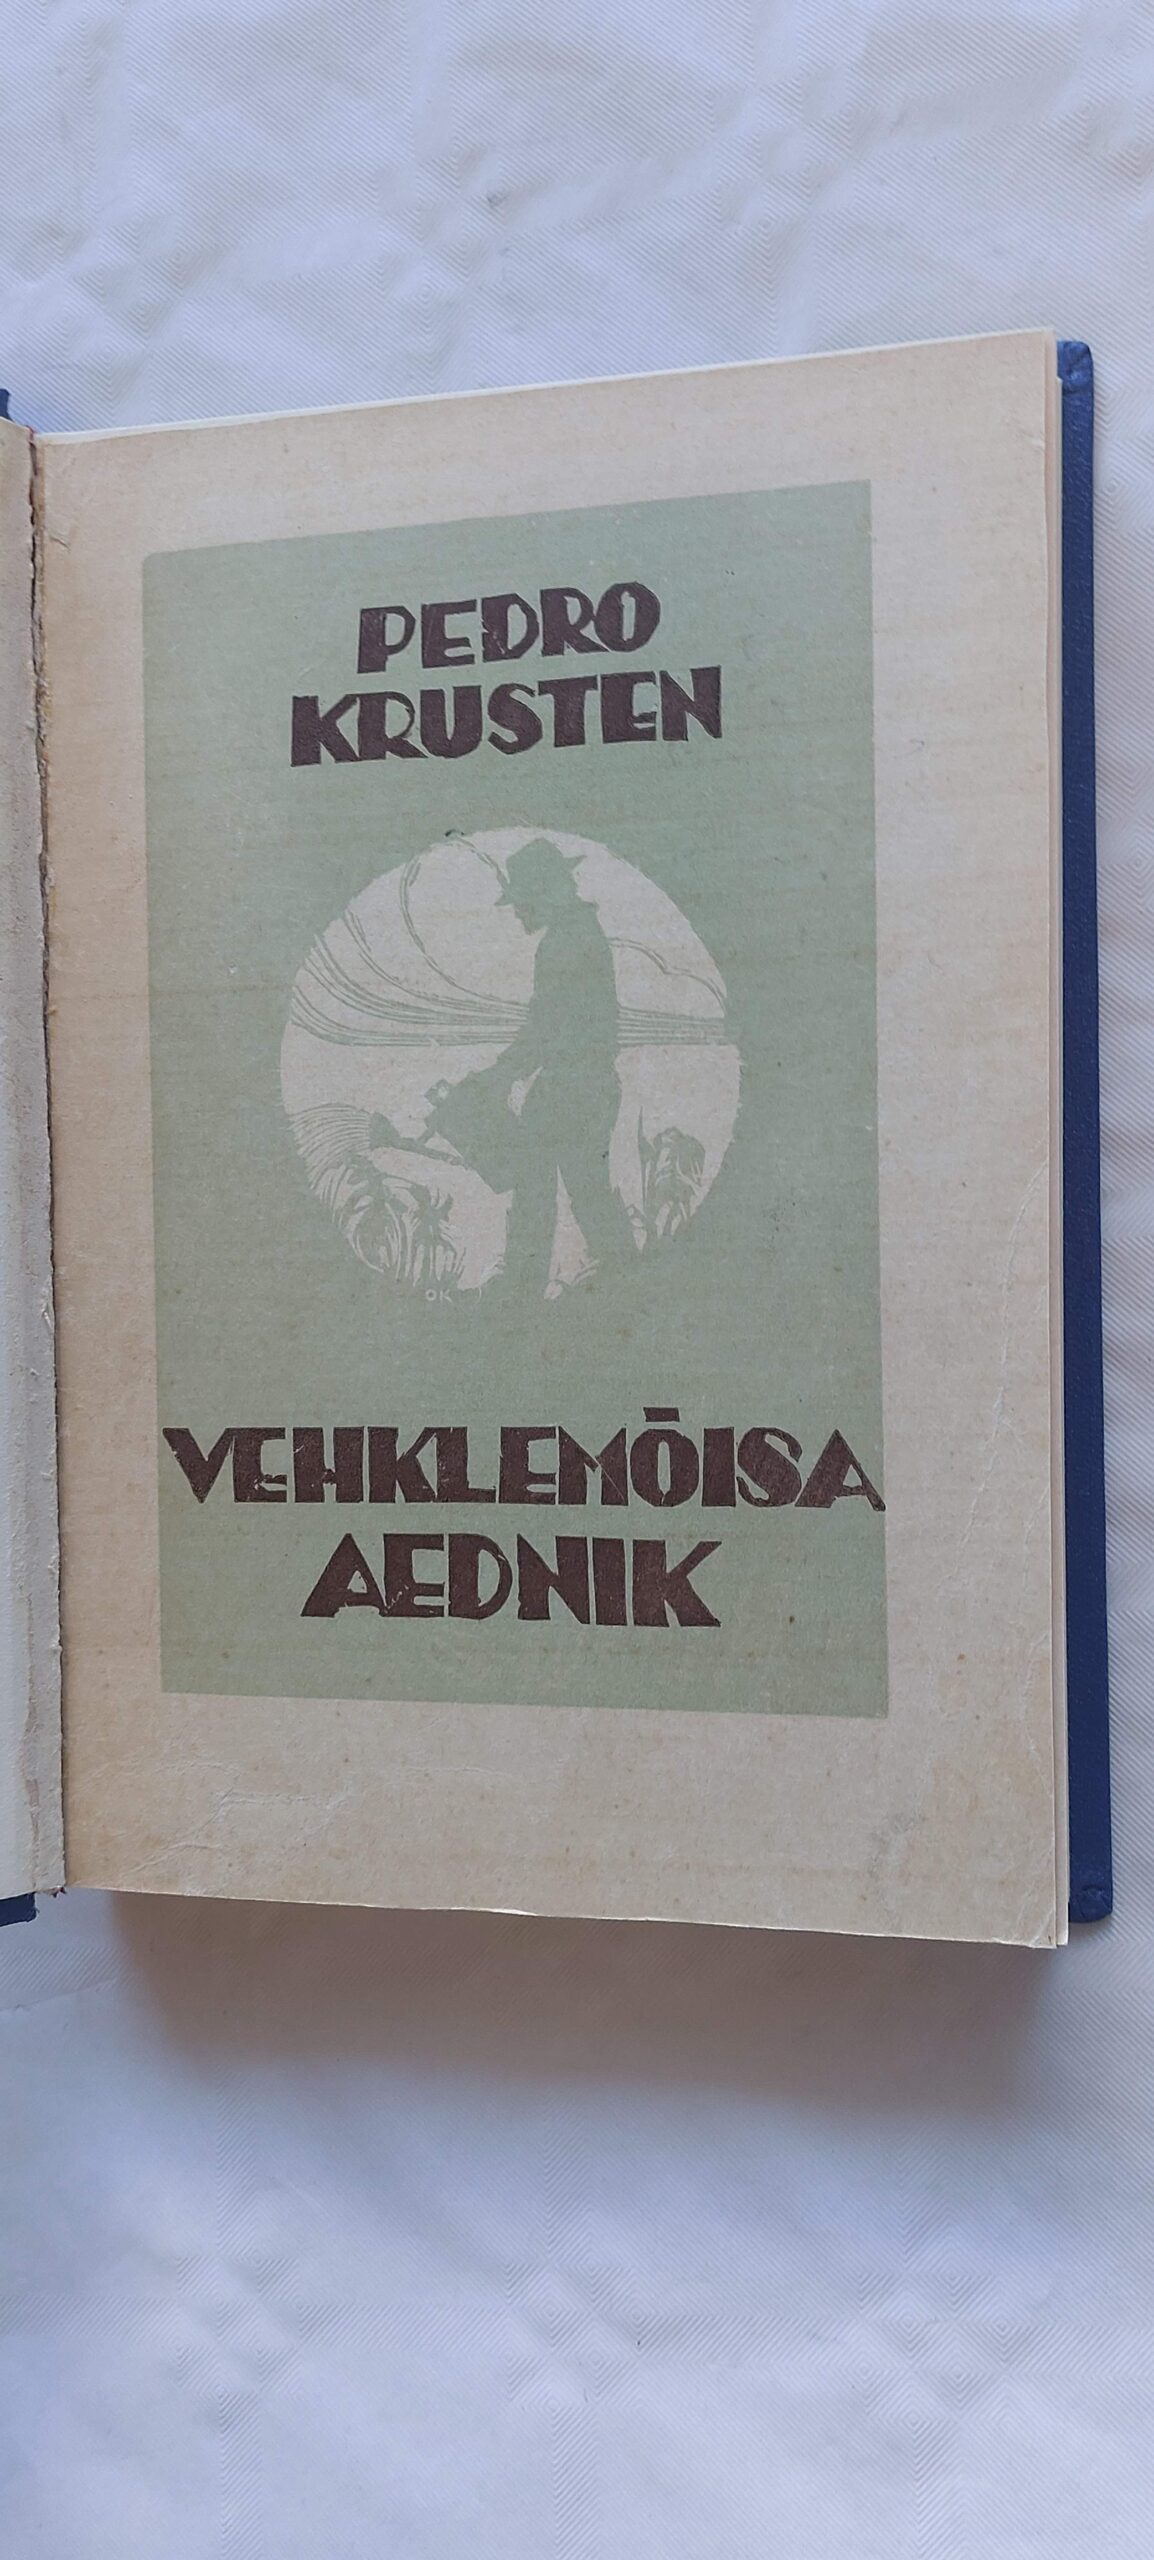 PEDRO
KRUSTEN
OK
VEHKLEMÕISA
AEDNIK